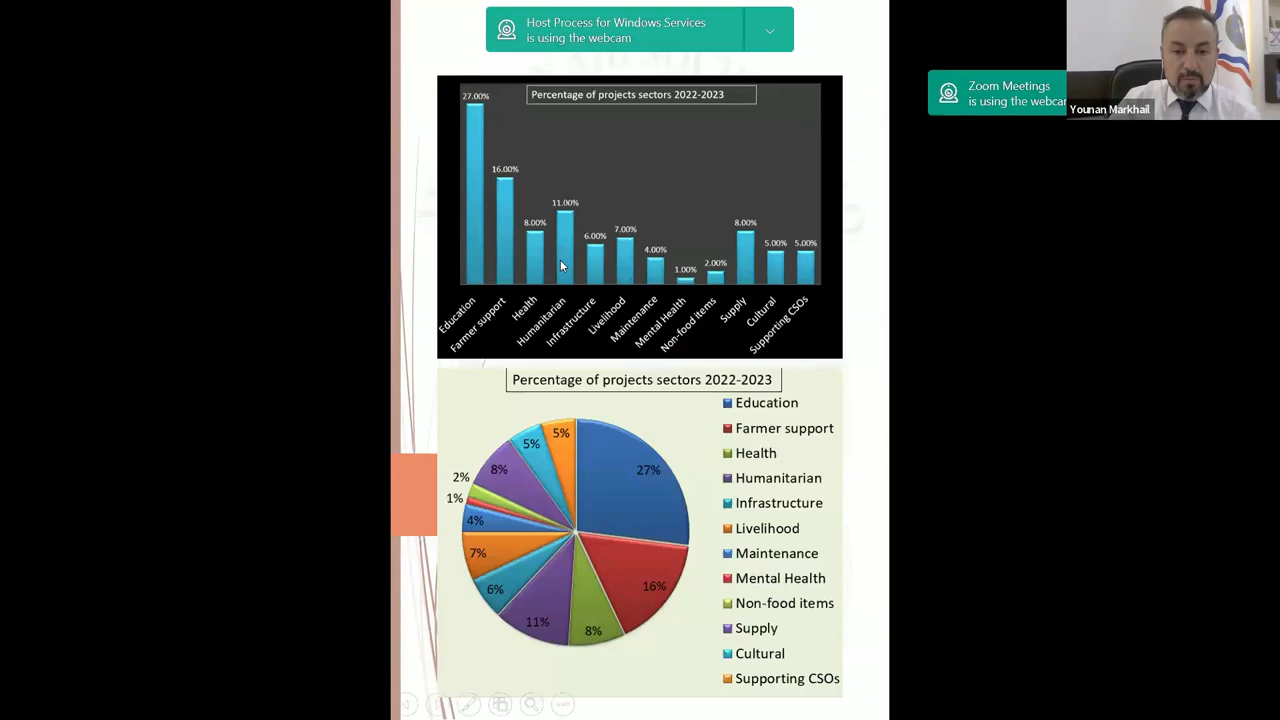 Host Process for Windows Services
is using the webcam
Zoom Meetings
is using the webcar
Younan Markhail
Percentage of projects sectors 2022-2023
27.00%
16.00%
8.00%
11.00%
6.00%
7.00%
4.00%
1.00%
2.00%
8.00%
5.00%
5.00%
Education
Farmer support
Health
Humanitarian
Infrastructure
Livelihood
Maintenance
Mental Health
Non-food items
Supply
Cultural
Supporting CSOs
Percentage of projects sectors 2022-2023
27%
16%
8%
11%
6%
7%
4%
1%
2%
8%
5%
5%
Education
Farmer support
Health
Humanitarian
Infrastructure
Livelihood
Maintenance
Mental Health
Non-food items
Supply
Cultural
Supporting CSOs